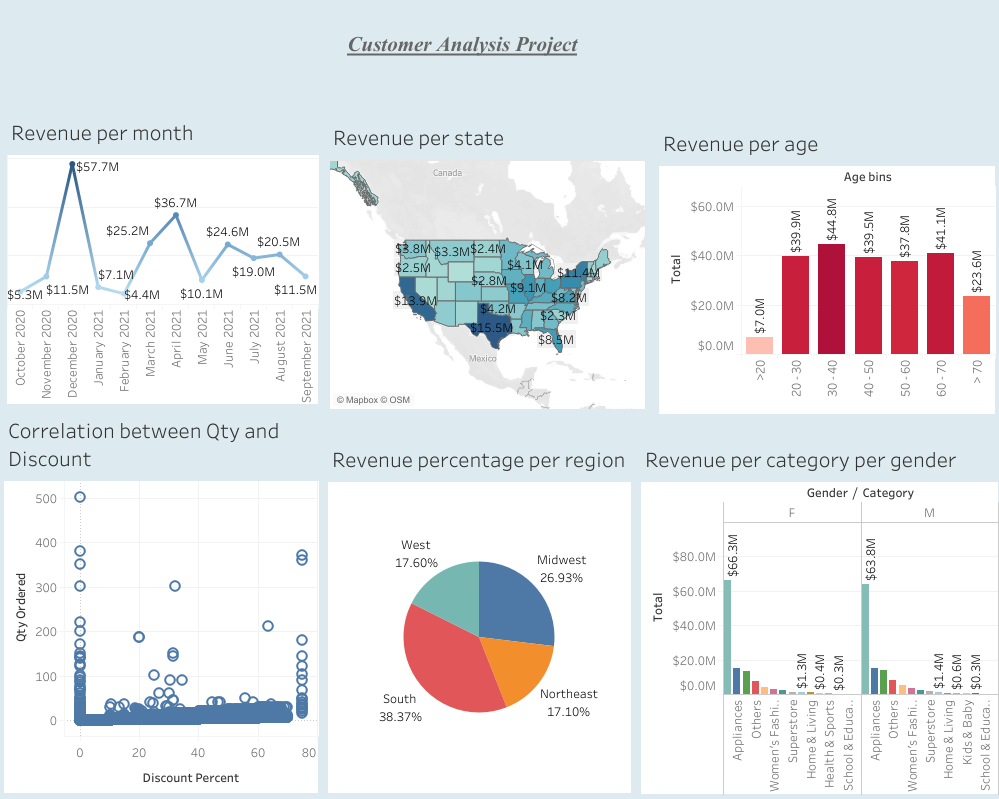 Customer Analysis Project
Revenue per month
$57.7M
$36.7M
25.2M
$24.6M
$20.5M
$7.1M
$19.0M
$5.3M
$11.5M
$4.4M
$10.1M
$11.5M
October 2020
November 2020
December 2020
January 2021
February 2021
March 2021
April 2021
May 2021
June 2021
July 2021
August 2021
September 2021
Revenue per state
Canada
$3.8M
$3.3M
$2.4M
$2.5M
$4.1M
$11.4M
$2.8M
$9.1M
$13.9M
$8.2M
$4.2M
$2.3M
$15.5M
$8.5M
Mexico
© Mapbox © OSM
Revenue per age
Age bins
Total
$60.0M
$40.0M
$20.0M
$0.0M
$7.0M
$39.9M
$44.8M
$39.5M
$37.8M
$41.1M
$23.6M
>20
20 - 30
30 - 40
40 - 50
50 - 60
60 - 70
> 70
Correlation between Qty and
Discount
Qty Ordered
500
400
300
200
100
0
0
20
40
60
80
Discount Percent
Revenue percentage per region
West
17.60%
Midwest
26.93%
South
38.37%
Northeast
17.10%
Revenue per category per gender
Gender / Category
F
M
Total
$80.0M
$60.0M
$40.0M
$20.0M
$0.0M
$66.3M
$1.3M
$0.4M
$0.3M
$63.8M
$1.4M
$0.6M
$0.3M
Appliances
Others
Women's Fashi..
Superstore
Home & Living
Health & Sports
School & Educa..
Appliances
Others
Women's Fashi..
Superstore
Home & Living
Kids & Baby
School & Educa..